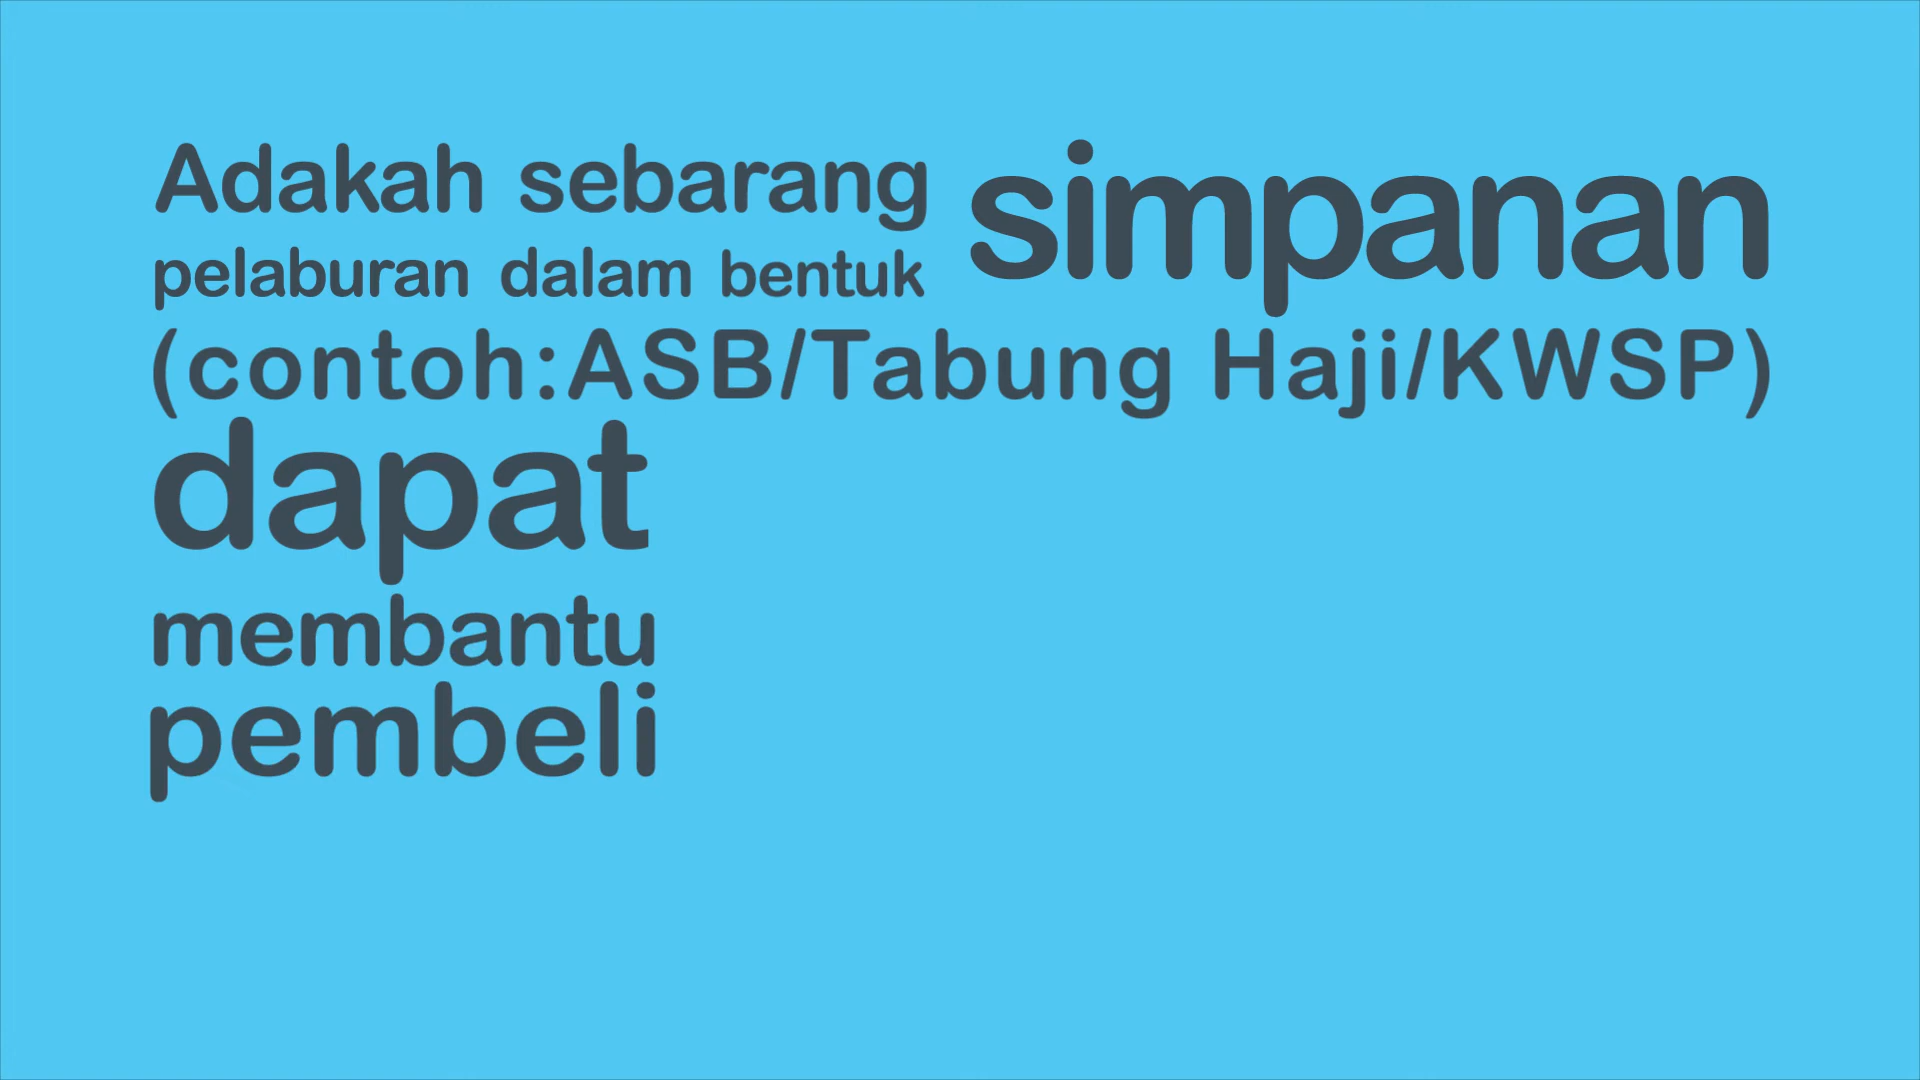 Adakah sebarang simpanan
pelaburan dalam bentuk
(contoh:ASB/Tabung Haji/KWSP)
dapat
membantu
pembeli